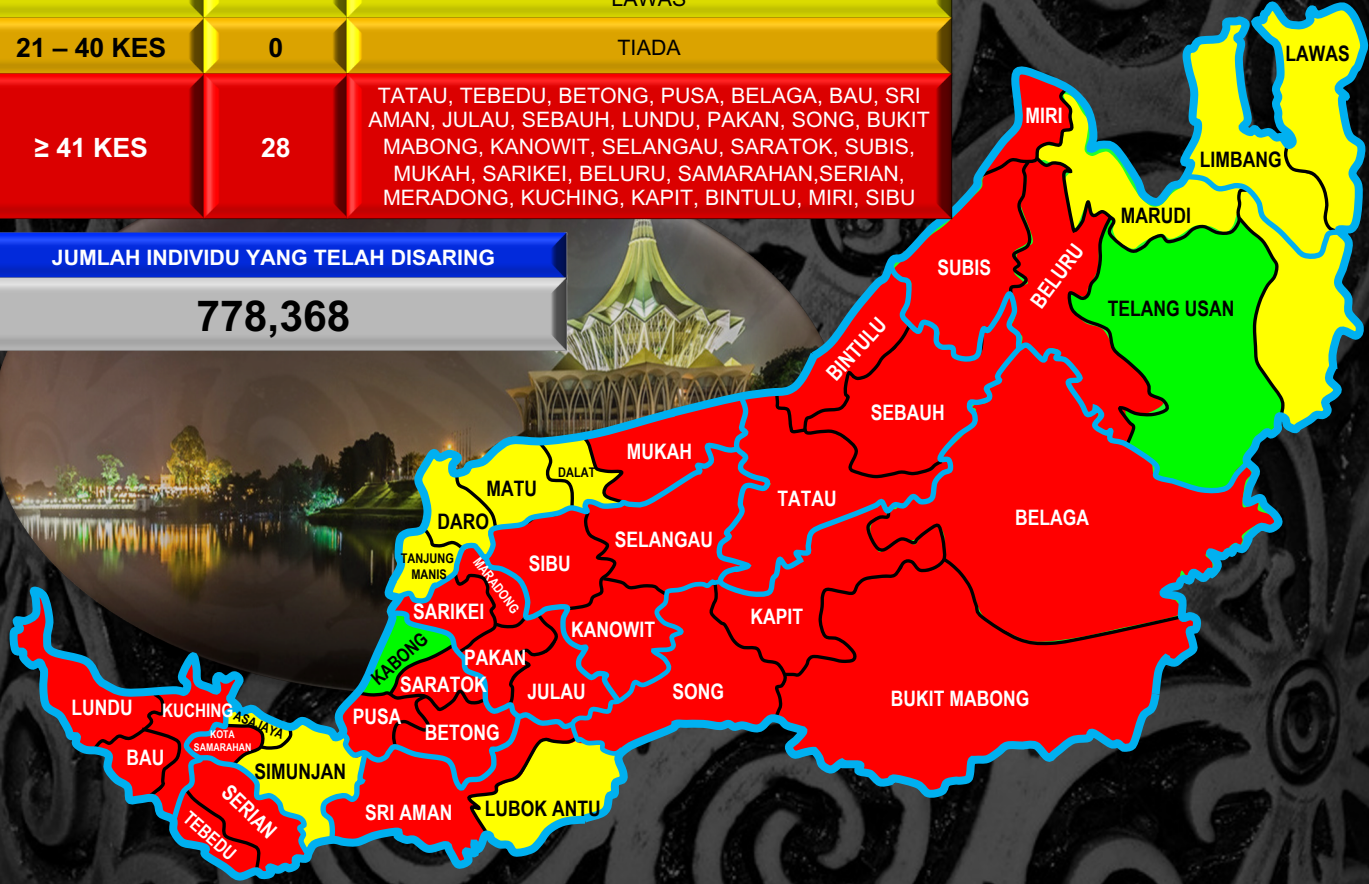 LAWAS
21 – 40 KES
0
TIADA
≥ 41 KES
28
TATAU, TEBEDU, BETONG, PUSA, BELAGA, BAU, SRI
AMAN, JULAU, SEBAUH, LUNDU, PAKAN, SONG, BUKIT
MABONG, KANOWIT, SELANGAU, SARATOK, SUBIS,
MUKAH, SARIKEI, BELURU, SAMARAHAN,SERIAN,
MERADONG, KUCHING, KAPIT, BINTULU, MIRI, SIBU
JUMLAH INDIVIDU YANG TELAH DISARING
778,368
LAWAS
MIRI
LIMBANG
MARUDI
SUBIS
BELURU
TELANG USAN
BINTULU
SEBAUH
MUKAH
DALAT
MATU
TATAU
DARO
BELAGA
SELANGAU
TANJUNG
MANIS
SIBU
MARADONG
SARIKEI
KAPIT
KANOWIT
KABONG
PAKAN
SARATOK
JULAU
SONG
BUKIT MABONG
LUNDU
KUCHING
PUSA
ASAJAYA
BETONG
KOTA
SAMARAHAN
BAU
SIMUNJAN
SERIAN
SRI AMAN
LUBOK ANTU
TEBEDU